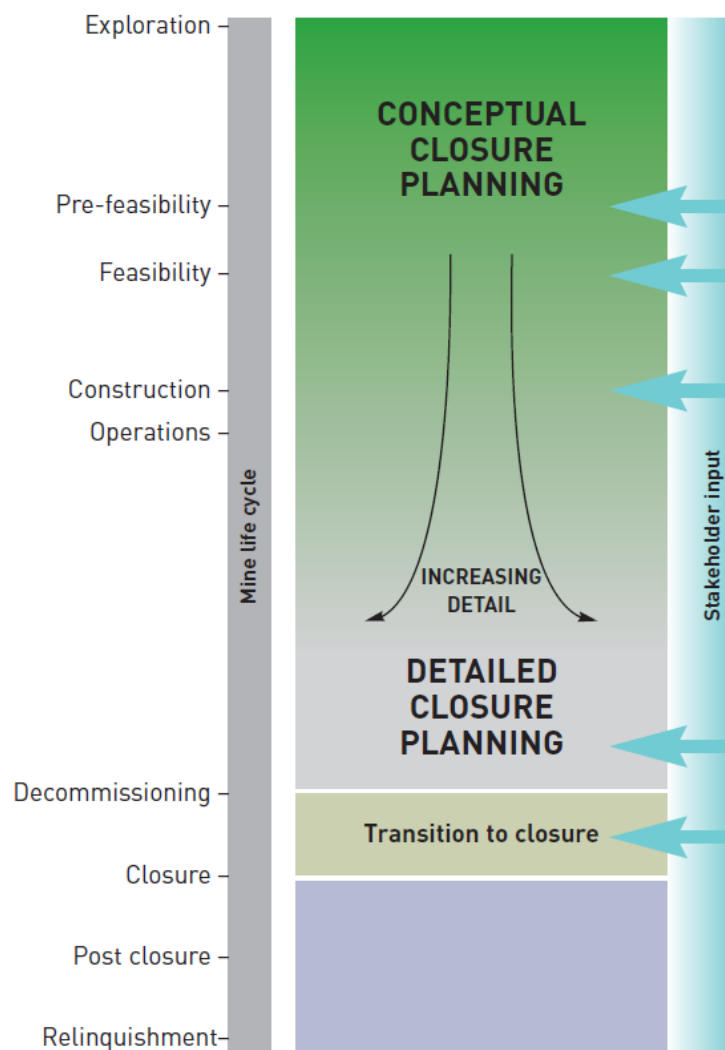 Exploration
Pre-feasibility
Feasibility
Construction
Operations
Decommissioning
Closure
Post closure
Relinquishment
Mine life cycle
CONCEPTUAL
CLOSURE
PLANNING
INCREASING
DETAIL
DETAILED
CLOSURE
PLANNING
Transition to closure
Stakeholder input